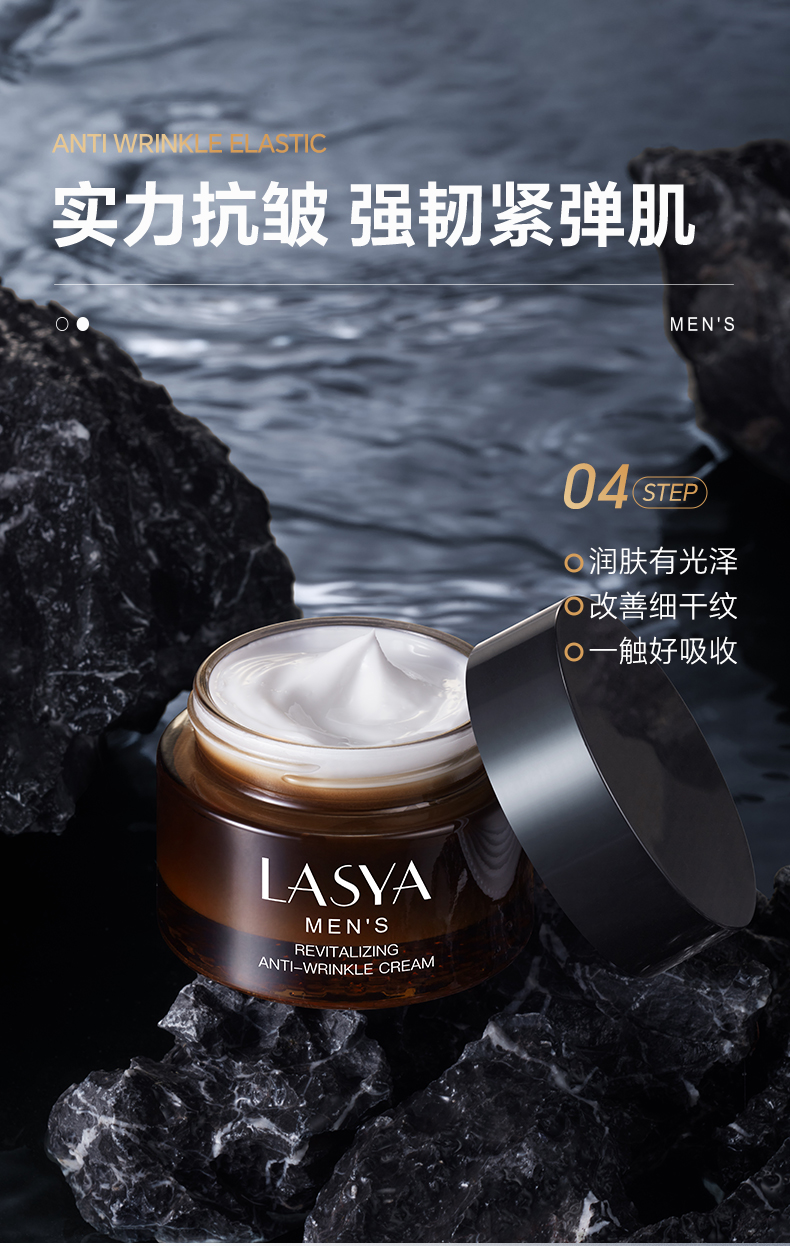 ANTI WRINKLE ELASTIC
实力抗皱 强韧紧弹肌
MEN'S
04 STEP
润肤有光泽
改善细干纹
一触好吸收
LASYA
MEN'S
REVITALIZING
ANTI-WRINKLE CREAM